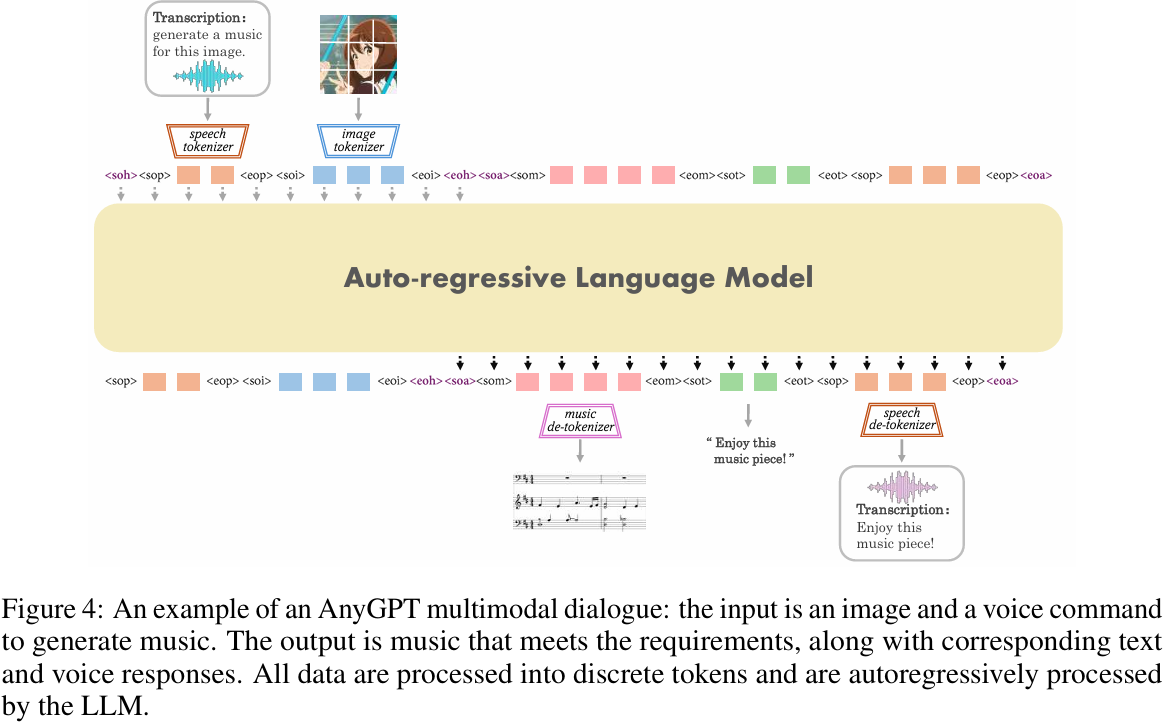 Transcription:
generate a music
for this image.
speech
tokenizer
image
tokenizer
<soh> <sop> <eop> <soi> <eoi> <eoh> <soa> <som> <eom> <sot> <eot> <sop> <eop> <eoa>
Auto-regressive Language Model
<sop> <eop> <soi> <eoi> <eoh> <soa> <som> <eom> <sot> <eot> <sop> <eop> <eoa>
music
de-tokenizer
“ Enjoy this
music piece! ”
speech
de-tokenizer
Transcription:
Enjoy this
music piece!
Figure 4: An example of an AnyGPT multimodal dialogue: the input is an image and a voice command
to generate music. The output is music that meets the requirements, along with corresponding text
and voice responses. All data are processed into discrete tokens and are autoregressively processed
by the LLM.